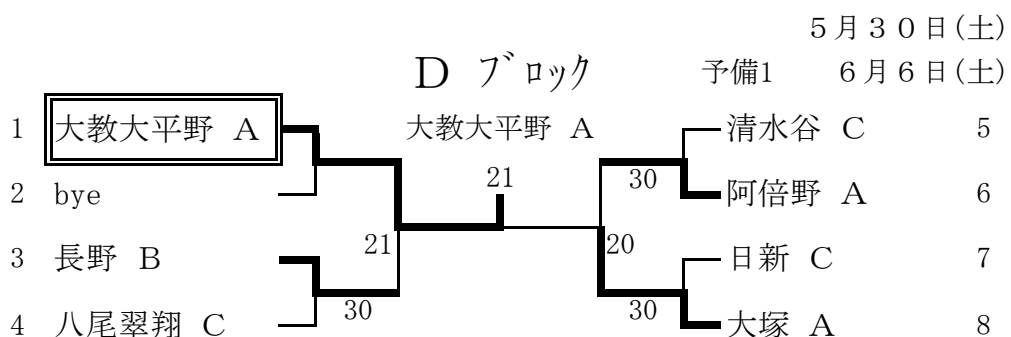 5月30日(土)
D ブロック
予備1 6月6日(土)
1 大教大平野 A
大教大平野 A
清水谷 C 5
21
30
2 bye
阿倍野 A 6
21
20
3 長野 B
日新 C 7
30
30
4 八尾翠翔 C
大塚 A 8